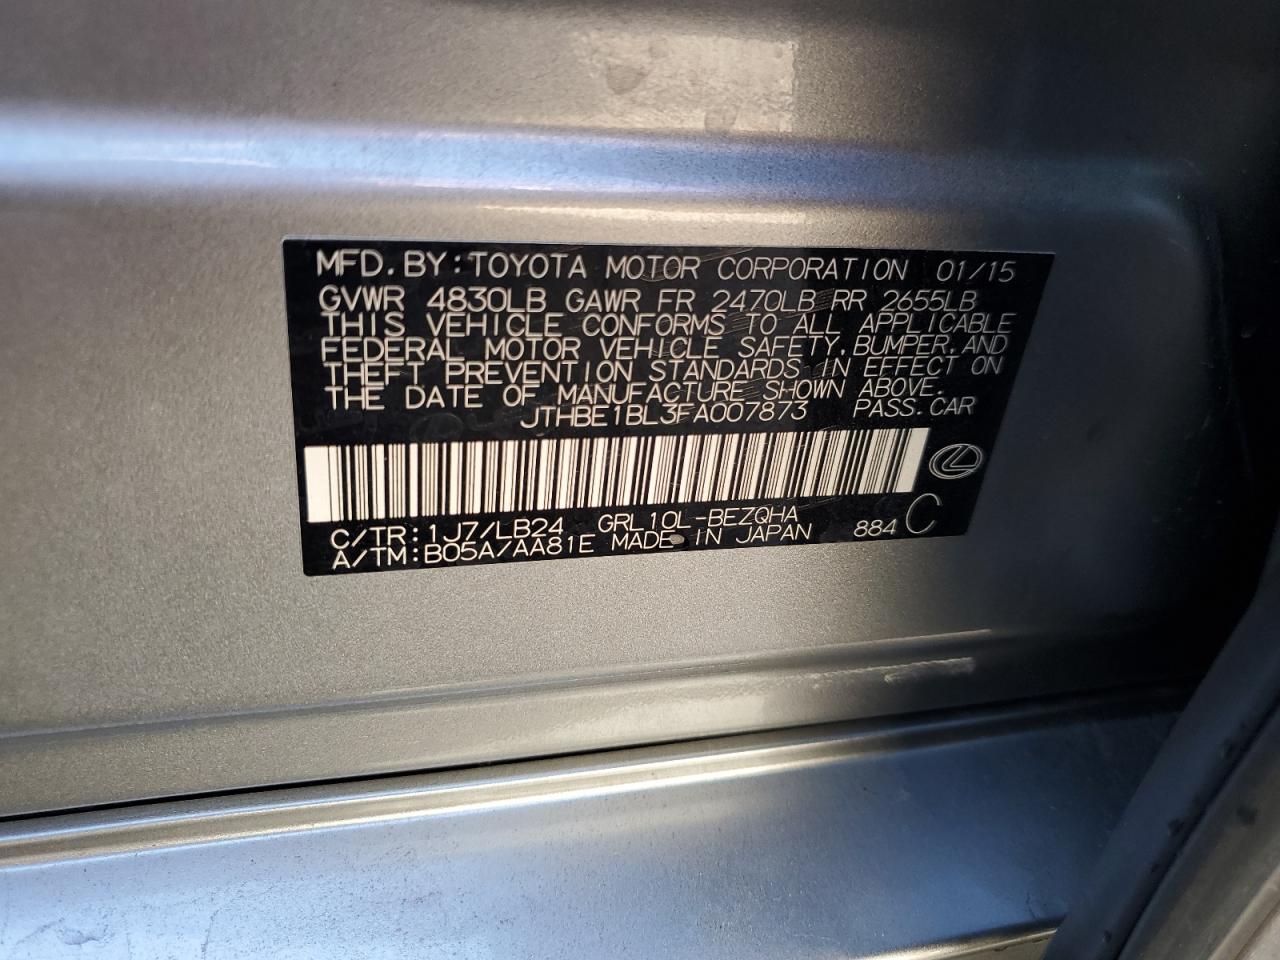 MFD. BY: TOYOTA MOTOR CORPORATION 01/15
GVWR 4830LB GAWR FR 2470LB RR 2655LB
THIS VEHICLE CONFORMS TO ALL APPLICABLE
FEDERAL MOTOR VEHICLE SAFETY, BUMPER, AND
THEFT PREVENTION STANDARDS IN EFFECT ON
THE DATE OF MANUFACTURE SHOWN ABOVE.
JTHBE1BL3FA007873 PASS. CAR
C/TR: 1J7/LB24 GRL10L-BEZQHA
A/TM: B05A/AA81E MADE IN JAPAN 884 C